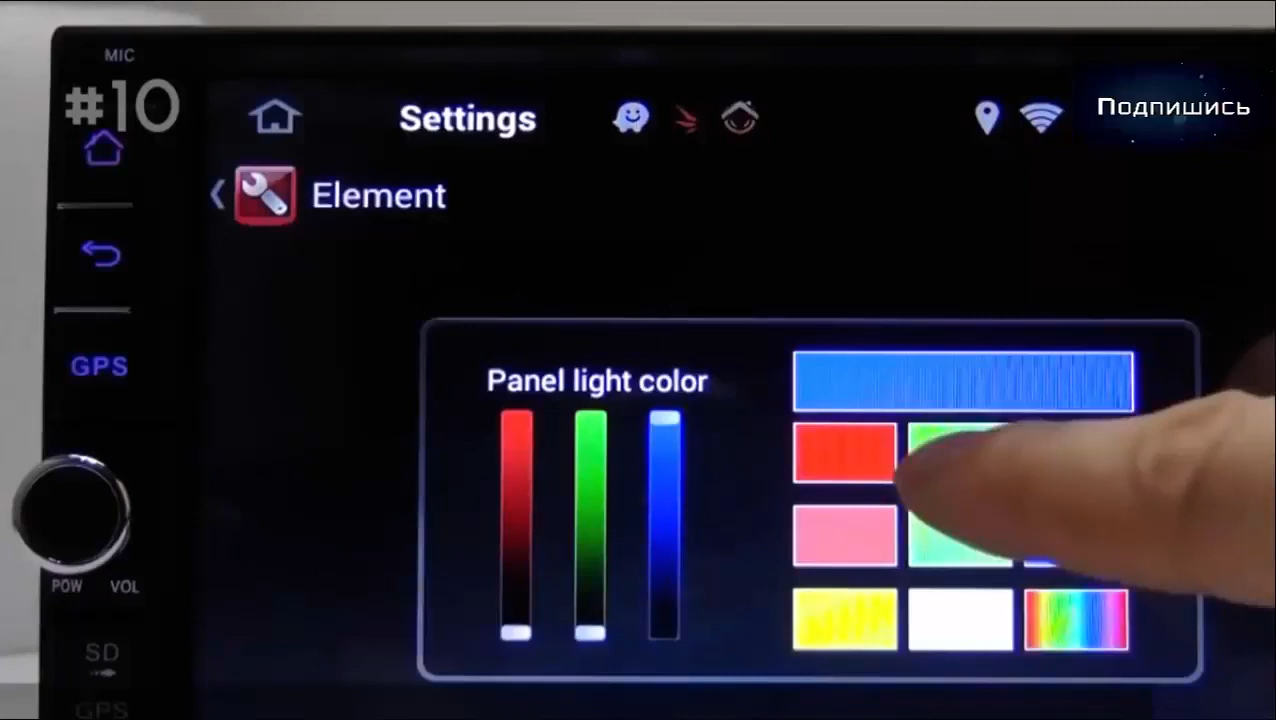 MIC
#10
Settings
Подпишись
Element
GPS
Panel light color
POW VOL
SD
GPS